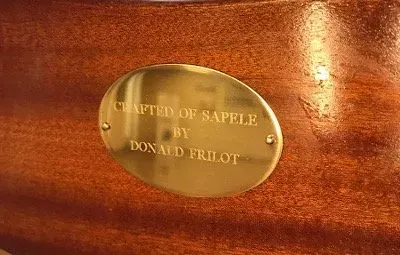 CRAFTED OF SAPELE
BY
DONALD FRILOT